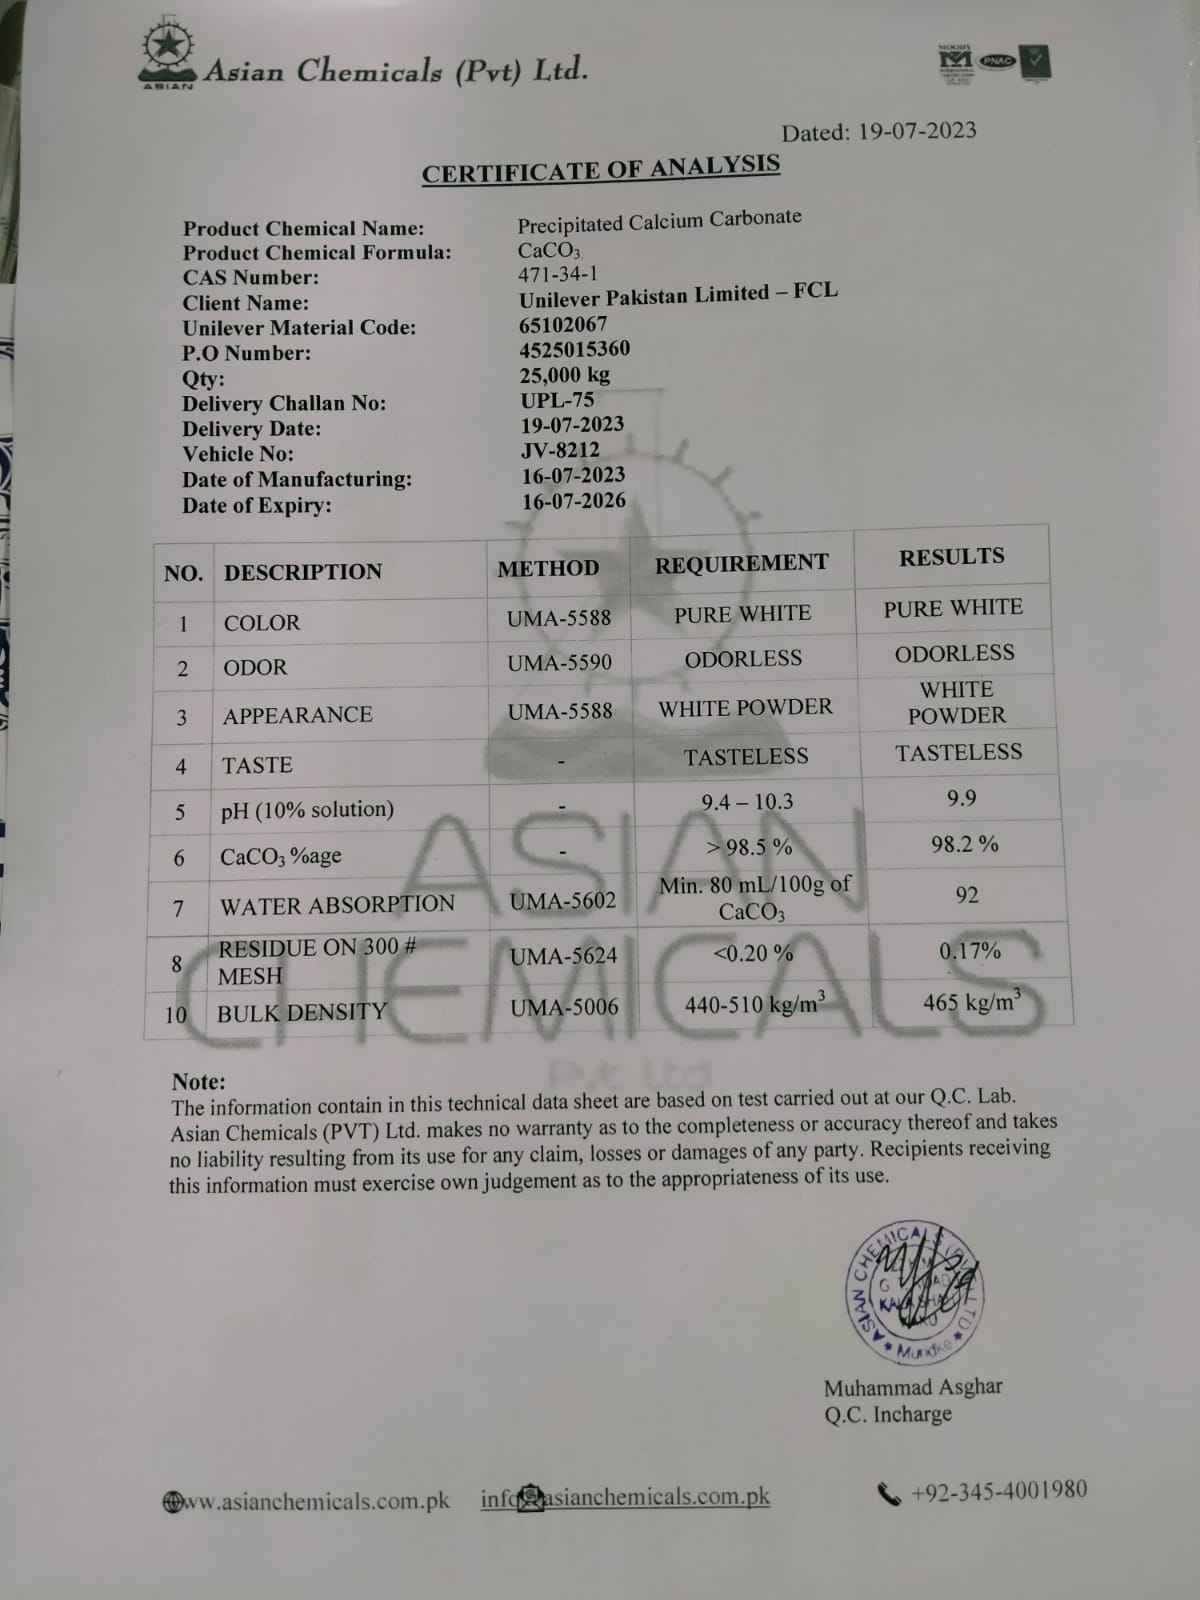 Asian Chemicals (Pvt) Ltd.
ASIAN
MOODY
PNAC
Dated: 19-07-2023
CERTIFICATE OF ANALYSIS
Product Chemical Name: Precipitated Calcium Carbonate
Product Chemical Formula: CaCO₃
CAS Number: 471-34-1
Client Name: Unilever Pakistan Limited – FCL
Unilever Material Code: 65102067
P.O Number: 4525015360
Qty: 25,000 kg
Delivery Challan No: UPL-75
Delivery Date: 19-07-2023
Vehicle No: JV-8212
Date of Manufacturing: 16-07-2023
Date of Expiry: 16-07-2026
NO. DESCRIPTION METHOD REQUIREMENT RESULTS
1 COLOR UMA-5588 PURE WHITE PURE WHITE
2 ODOR UMA-5590 ODORLESS ODORLESS
3 APPEARANCE UMA-5588 WHITE POWDER WHITE POWDER
4 TASTE - TASTELESS TASTELESS
5 pH (10% solution) - 9.4 – 10.3 9.9
6 CaCO₃ %age - > 98.5 % 98.2 %
7 WATER ABSORPTION UMA-5602 Min. 80 mL/100g of CaCO₃ 92
8 RESIDUE ON 300 # MESH UMA-5624 <0.20 % 0.17%
10 BULK DENSITY UMA-5006 440-510 kg/m³ 465 kg/m³
ASIAN
CHEMICALS
Pvt Ltd
Note:
The information contain in this technical data sheet are based on test carried out at our Q.C. Lab.
Asian Chemicals (PVT) Ltd. makes no warranty as to the completeness or accuracy thereof and takes
no liability resulting from its use for any claim, losses or damages of any party. Recipients receiving
this information must exercise own judgement as to the appropriateness of its use.
ASIAN CHEMICALS (PVT) LTD
Muridke
Muhammad Asghar
Q.C. Incharge
www.asianchemicals.com.pk info@asianchemicals.com.pk +92-345-4001980